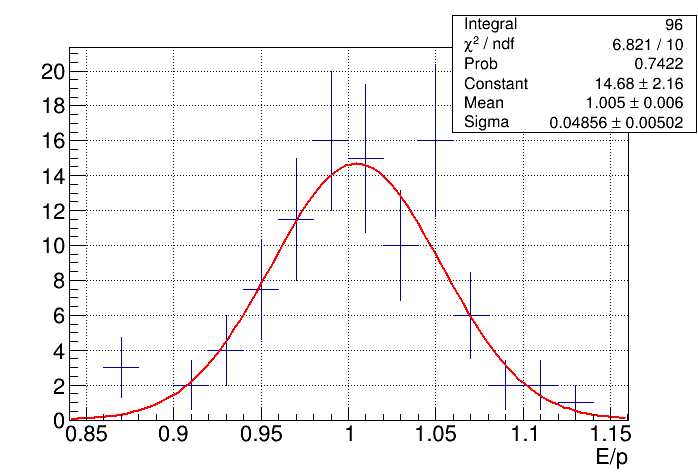 Integral 96
χ² / ndf 6.821 / 10
Prob 0.7422
Constant 14.68 ± 2.16
Mean 1.005 ± 0.006
Sigma 0.04856 ± 0.00502
20
18
16
14
12
10
8
6
4
2
0
0.85 0.9 0.95 1 1.05 1.1 1.15
E/p